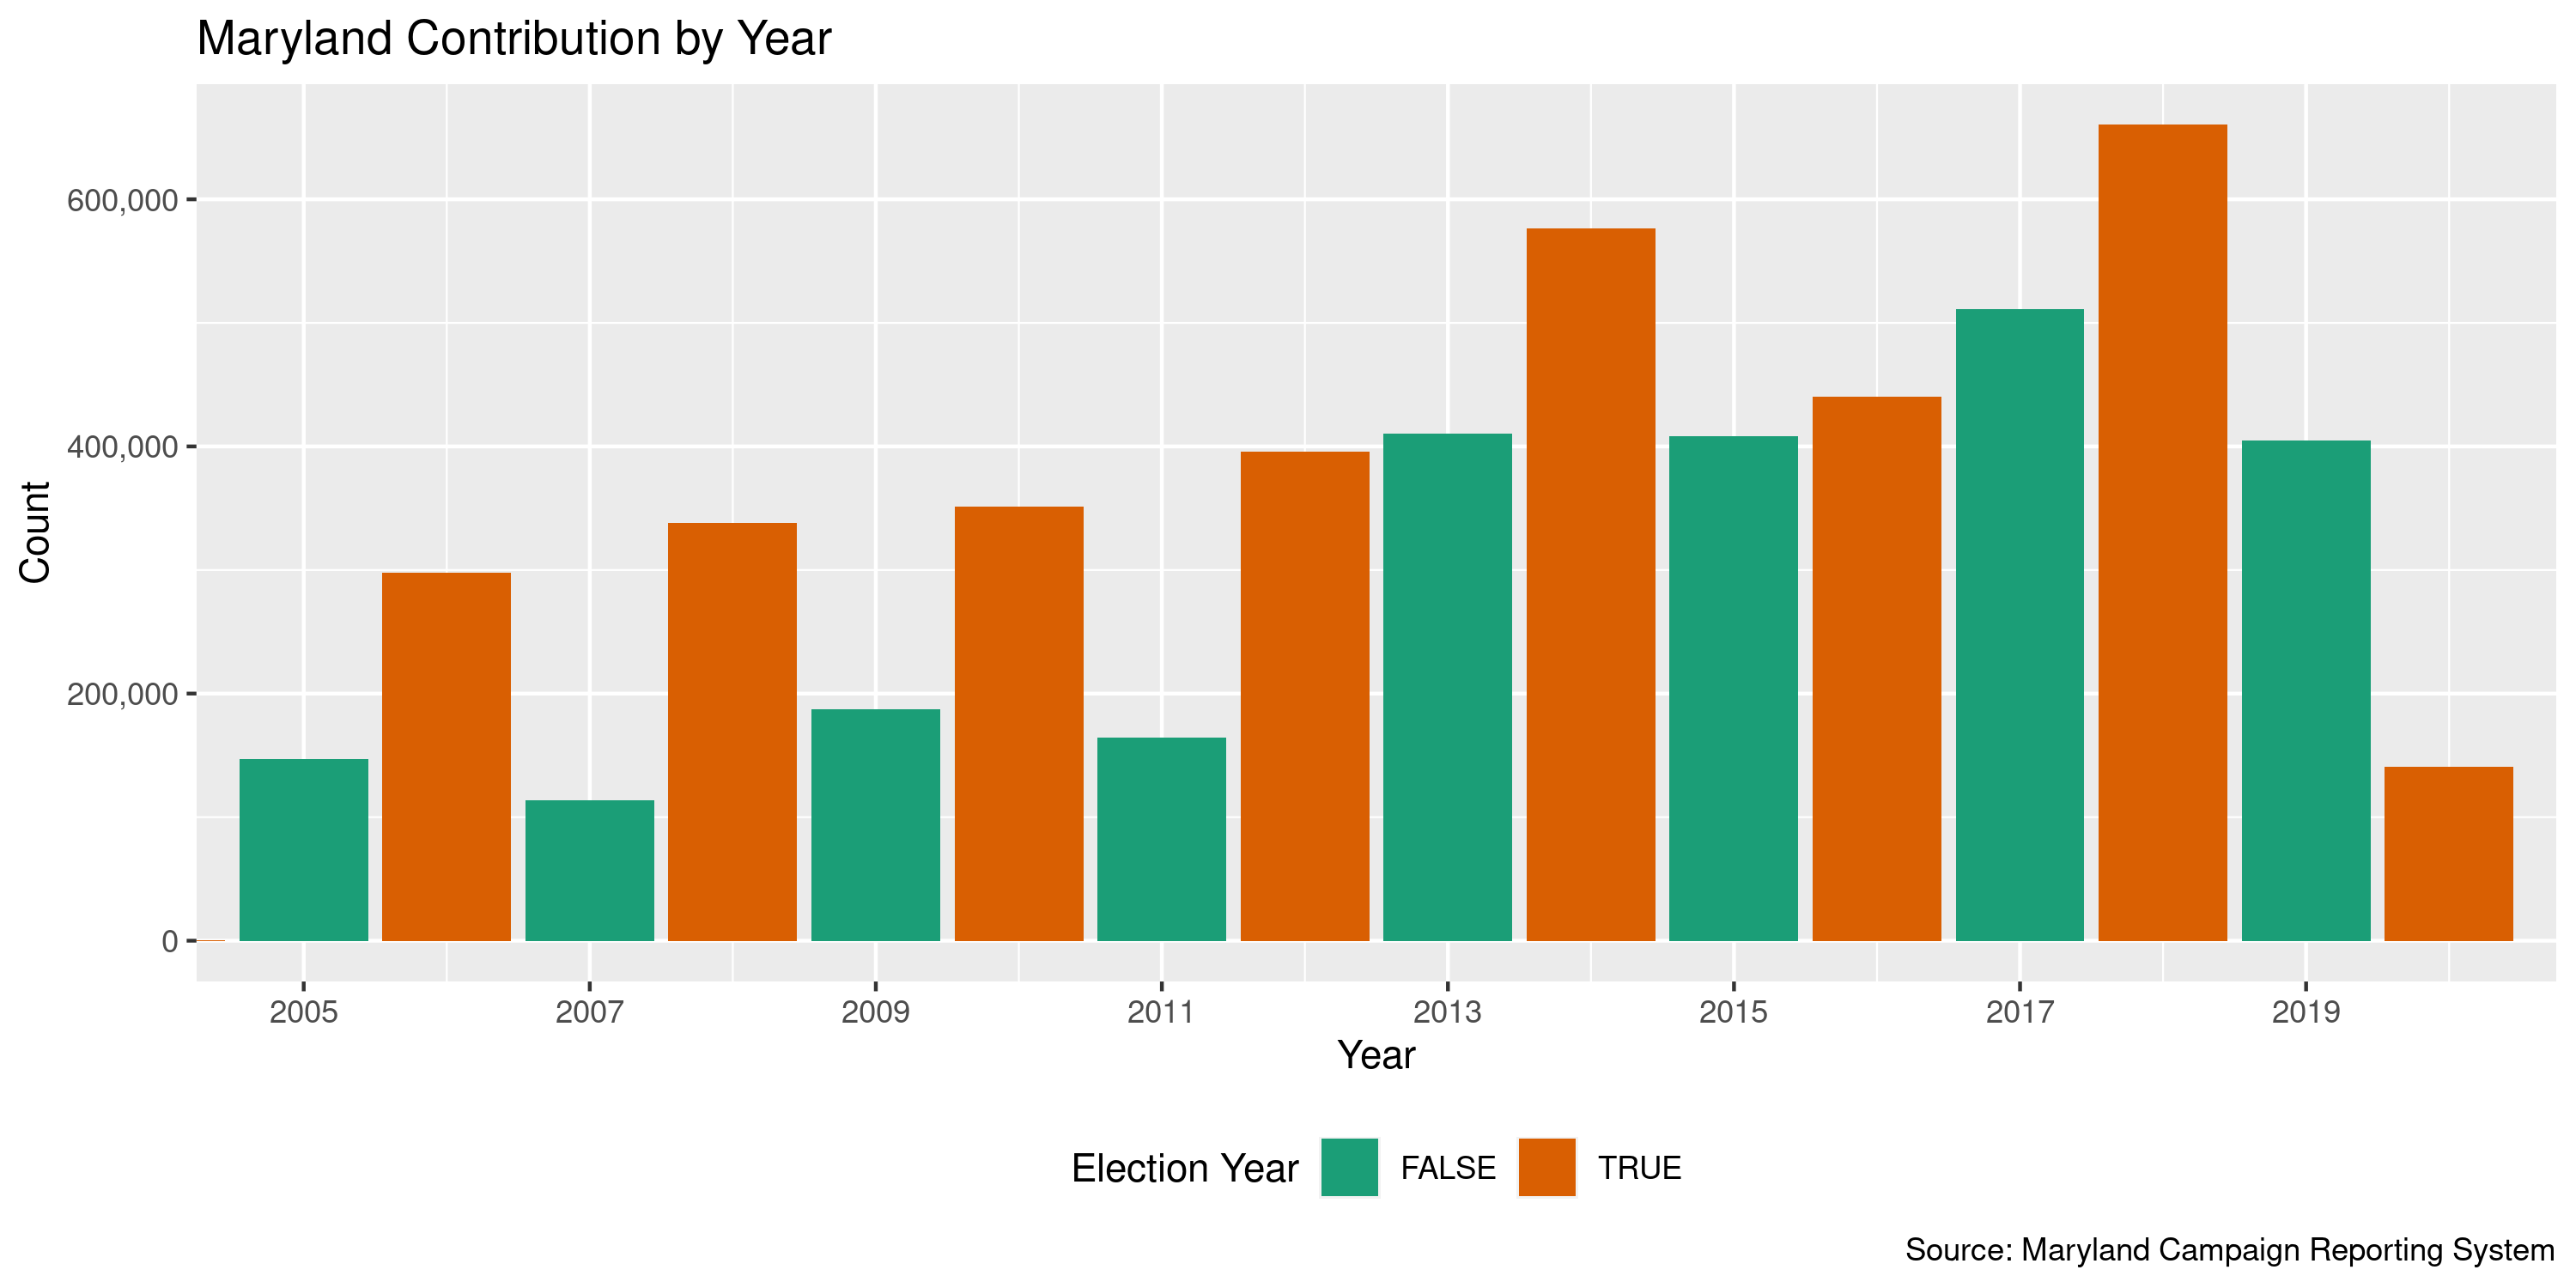 Maryland Contribution by Year
Count
600,000
400,000
200,000
0
2005 2007 2009 2011 2013 2015 2017 2019
Year
Election Year FALSE TRUE
Source: Maryland Campaign Reporting System